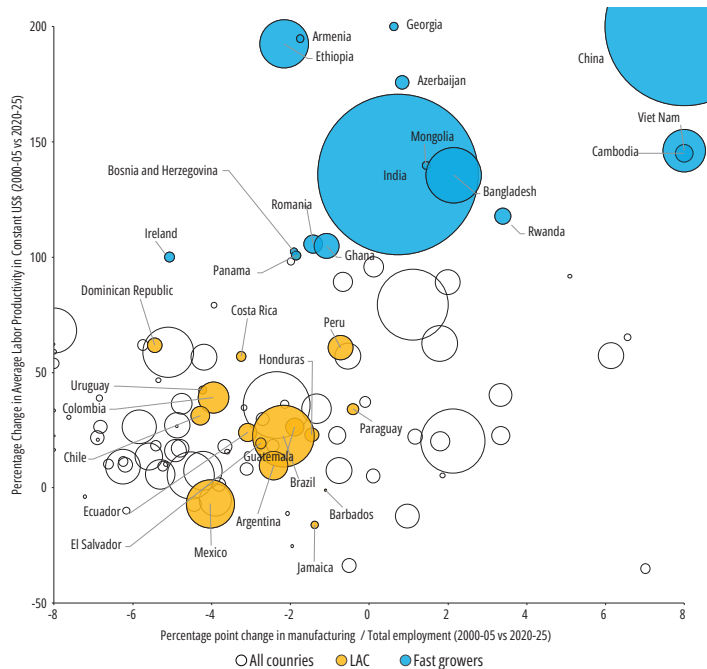 200
150
100
50
0
-50
-8
-6
-4
-2
0
2
4
6
8
Percentage Change in Average Labor Productivity in Constant US$ (2000-05 vs 2020-25)
Armenia
Ethiopia
Georgia
Azerbaijan
China
Viet Nam
Cambodia
Mongolia
India
Bangladesh
Rwanda
Bosnia and Herzegovina
Romania
Ghana
Ireland
Panama
Dominican Republic
Costa Rica
Peru
Honduras
Uruguay
Colombia
Chile
Paraguay
Guatemala
Brazil
Ecuador
El Salvador
Argentina
Barbados
Mexico
Jamaica
Percentage point change in manufacturing / Total employment (2000-05 vs 2020-25)
All counries
LAC
Fast growers